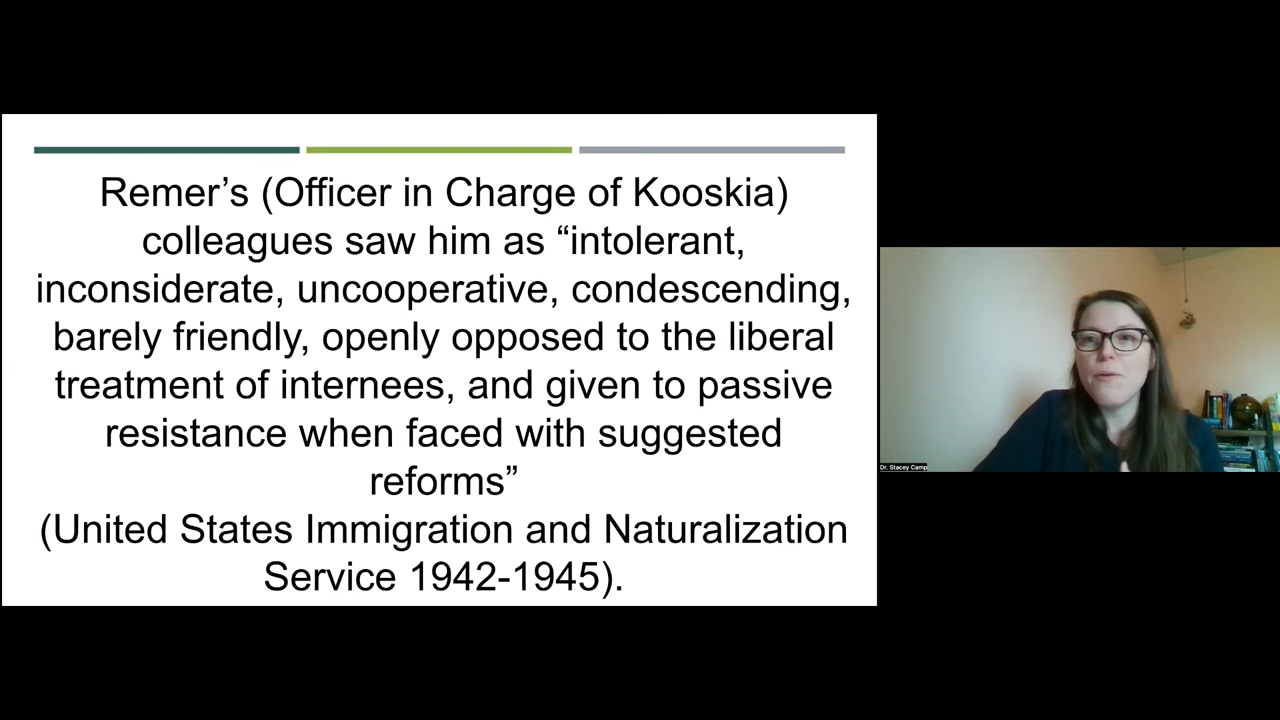 Remer’s (Officer in Charge of Kooskia)
colleagues saw him as “intolerant,
inconsiderate, uncooperative, condescending,
barely friendly, openly opposed to the liberal
treatment of internees, and given to passive
resistance when faced with suggested
reforms”
(United States Immigration and Naturalization
Service 1942-1945).
Dr. Stacey Camp